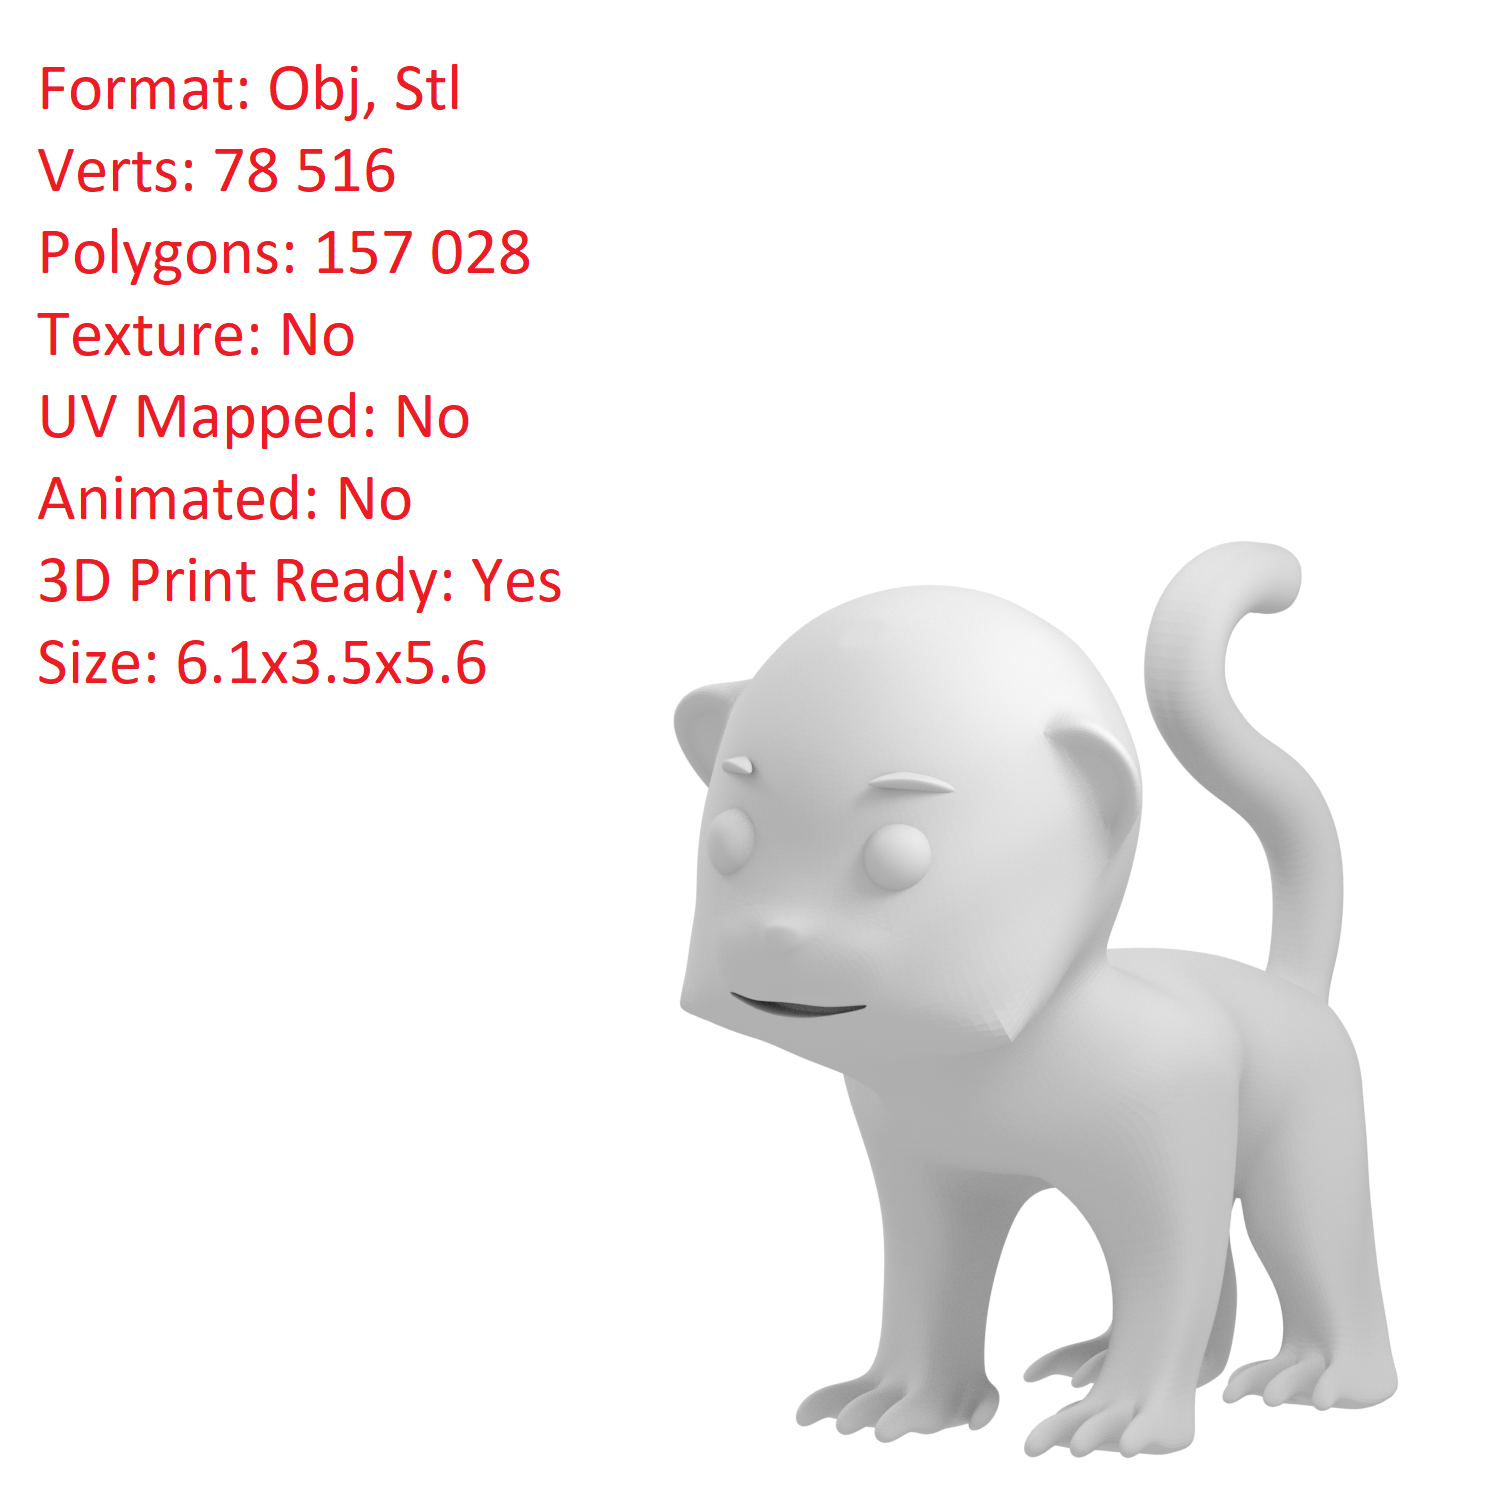 Format: Obj, Stl
Verts: 78 516
Polygons: 157 028
Texture: No
UV Mapped: No
Animated: No
3D Print Ready: Yes
Size: 6.1x3.5x5.6